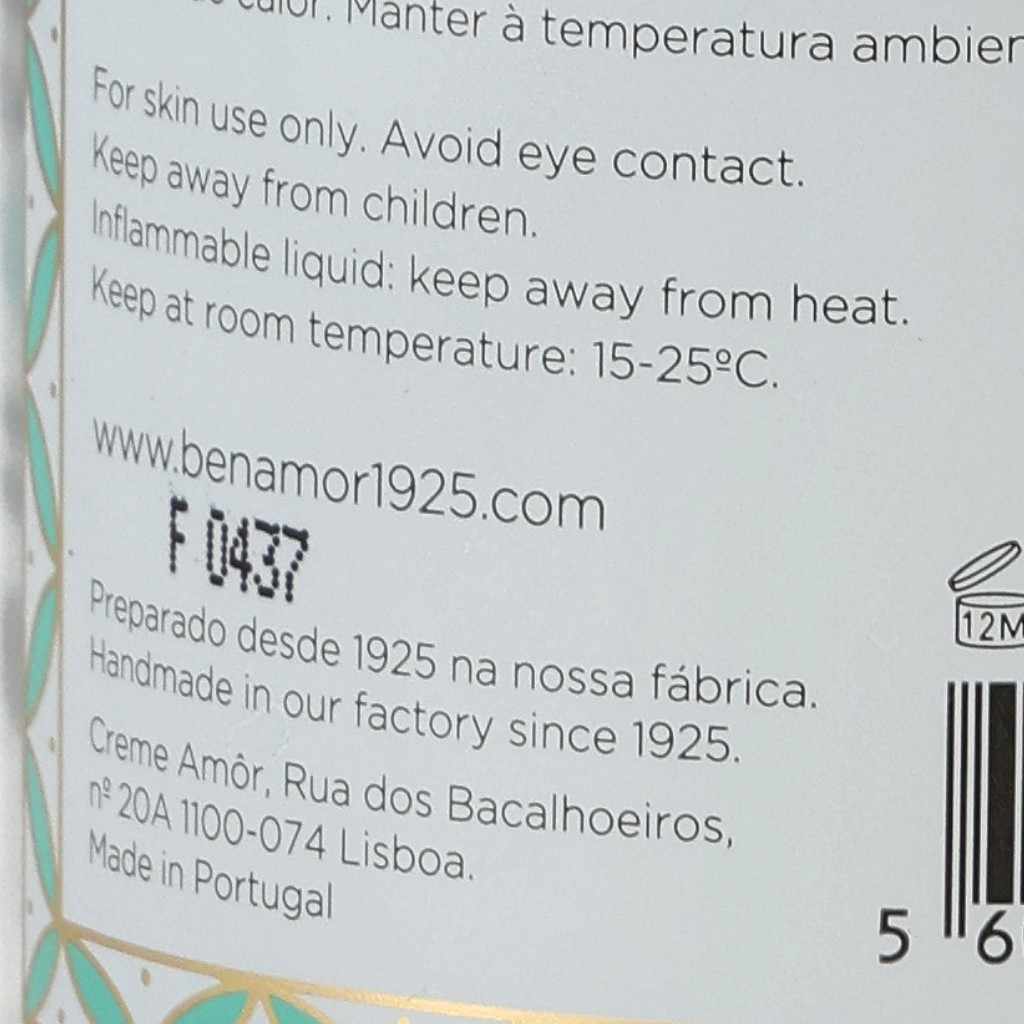 calor. Manter à temperatura
For skin use only. Avoid eye contact.
Keep away from children.
Inflammable liquid: keep away from heat.
Keep at room temperature: 15-25ºC.
www.benamor1925.com
F 0437
Preparado desde 1925 na nossa fábrica.
Handmade in our factory since 1925.
12M
Creme Amôr, Rua dos Bacalhoeiros,
nº 20A 1100-074 Lisboa.
Made in Portugal
5 6